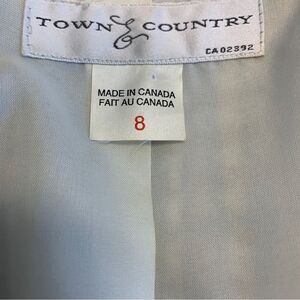 TOWN & COUNTRY
CA 02392
MADE IN CANADA
FAIT AU CANADA
8